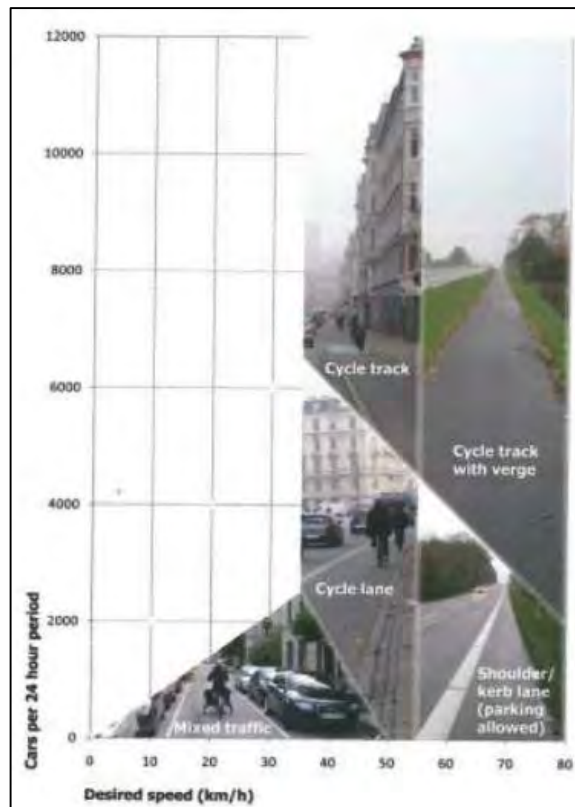 12000
10000
8000
6000
4000
2000
0
Cars per 24 hour period
Cycle track
Cycle track
with verge
Cycle lane
Mixed traffic
Shoulder/
kerb lane
(parking
allowed)
0 10 20 30 40 50 60 70 80
Desired speed (km/h)